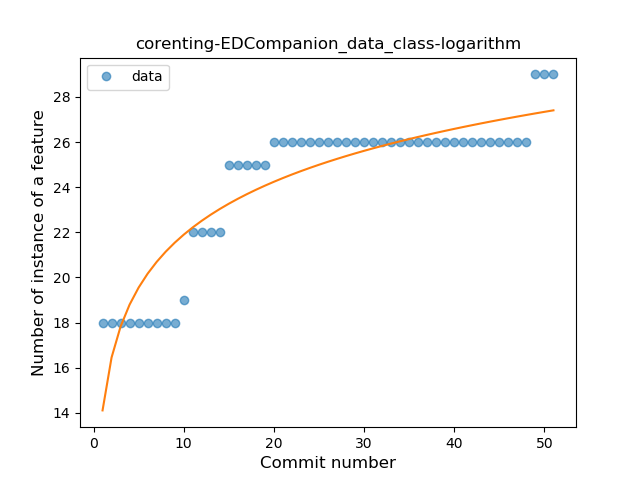 corenting-EDCompanion_data_class-logarithm
data
Number of instance of a feature
28
26
24
22
20
18
16
14
0 10 20 30 40 50
Commit number